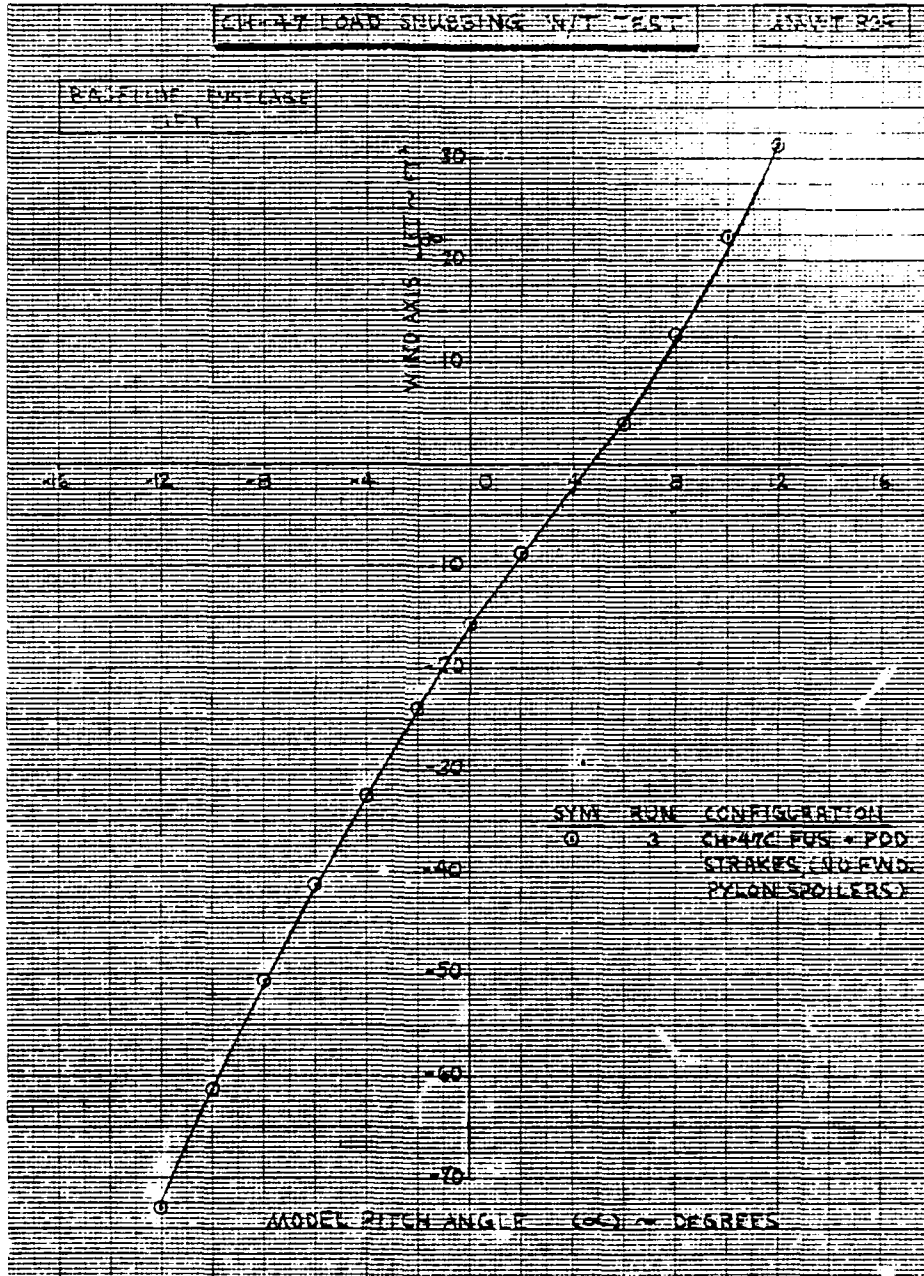 CH-47 LOAD SNUBBING W/T TEST
BASELINE FUSELAGE
LIFT
WIND AXIS LIFT ~ FT²
30
20
10
-16 -12 -8 -4 0 4 8 12 16
-10
-20
-30
-40
-50
-60
-70
SYM RUN CONFIGURATION
⊙ 3 CH-47C FUS + POD
STRAKES (NO FWD.
PYLON SPOILERS)
MODEL PITCH ANGLE (α) ~ DEGREES